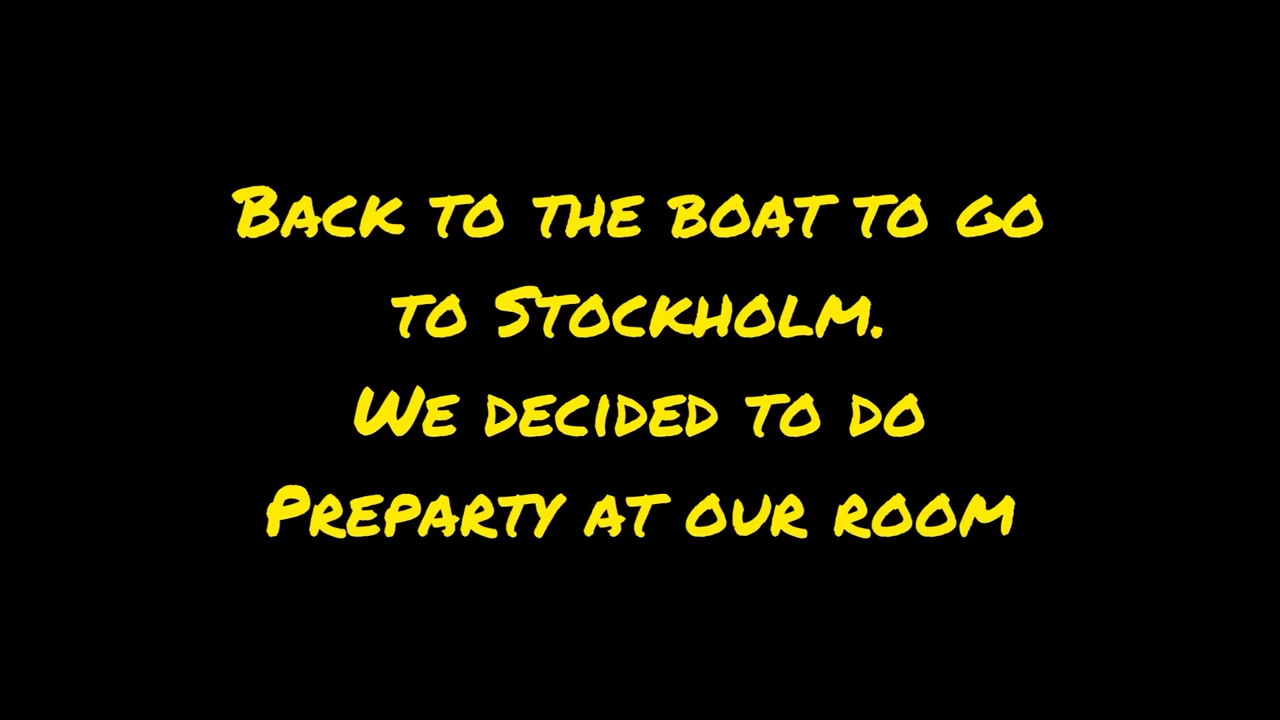 Back to the boat to go
to Stockholm.
We decided to do
Preparty at our room